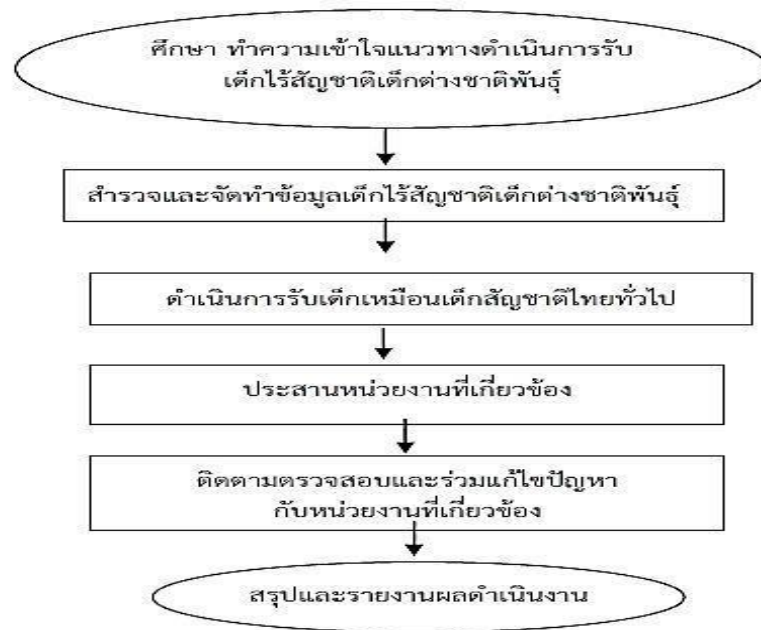 ศึกษา ทำความเข้าใจแนวทางดำเนินการรับ
เด็กไร้สัญชาติเด็กต่างชาติพันธุ์
สำรวจและจัดทำข้อมูลเด็กไร้สัญชาติเด็กต่างชาติพันธุ์
ดำเนินการรับเด็กเหมือนเด็กสัญชาติไทยทั่วไป
ประสานหน่วยงานที่เกี่ยวข้อง
ติดตามตรวจสอบและร่วมแก้ไขปัญหา
กับหน่วยงานที่เกี่ยวข้อง
สรุปและรายงานผลดำเนินงาน